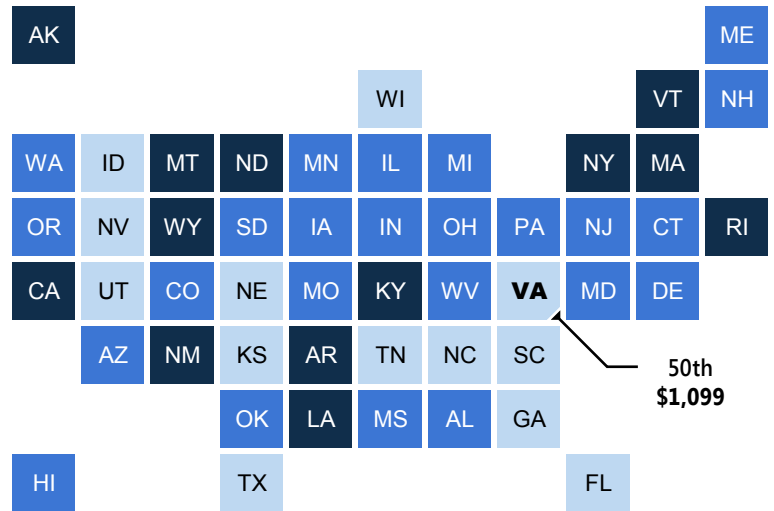 AK ME
WI VT NH
WA ID MT ND MN IL MI NY MA
OR NV WY SD IA IN OH PA NJ CT RI
CA UT CO NE MO KY WV VA MD DE
AZ NM KS AR TN NC SC
50th
$1,099
OK LA MS AL GA
HI TX FL